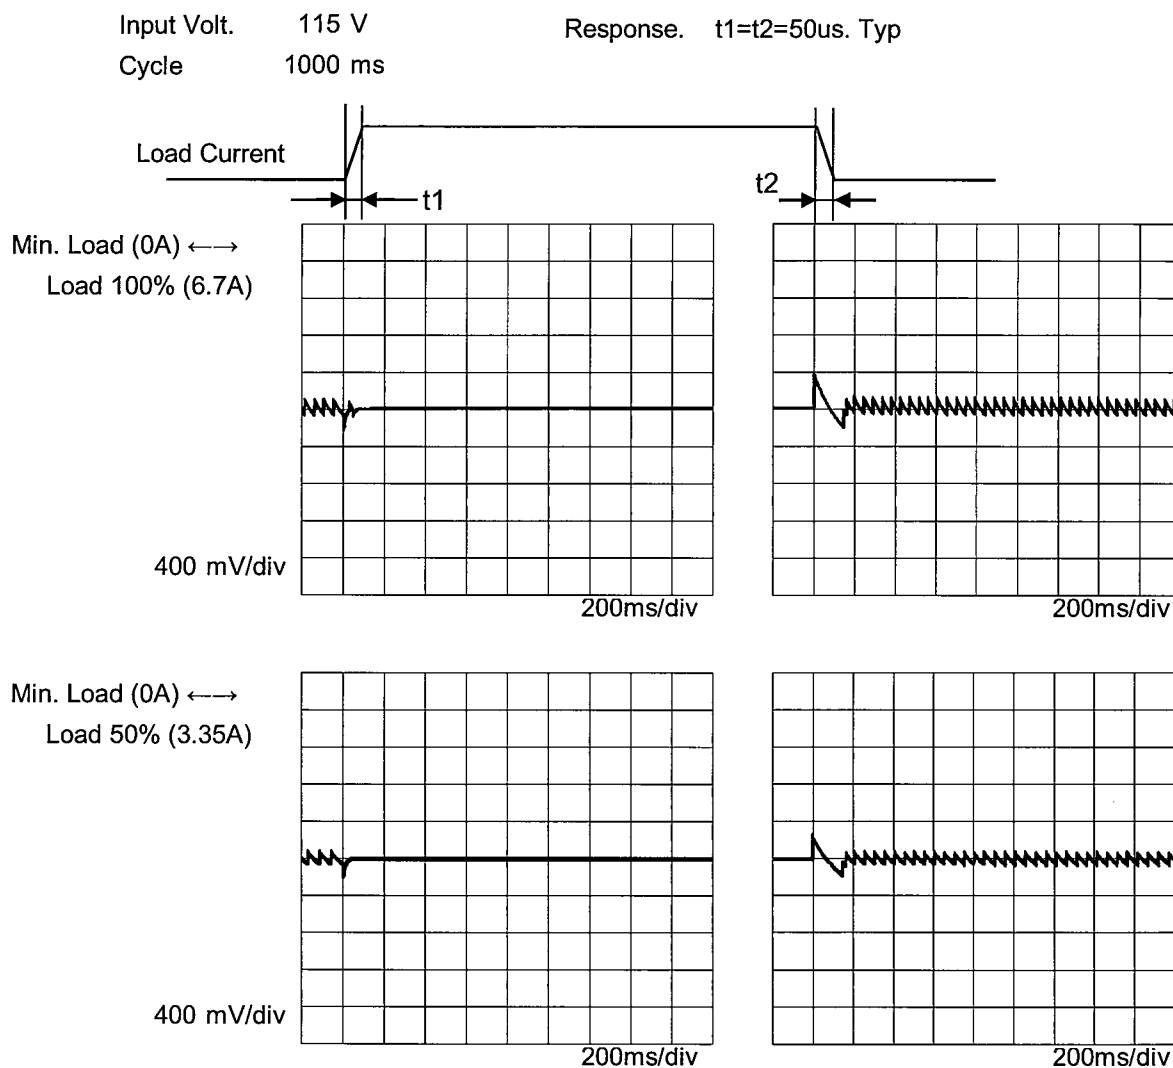 Input Volt. 115 V Response. t1=t2=50us. Typ
Cycle 1000 ms
Load Current
t1
t2
Min. Load (0A) ←→
Load 100% (6.7A)
400 mV/div
200ms/div
200ms/div
Min. Load (0A) ←→
Load 50% (3.35A)
400 mV/div
200ms/div
200ms/div